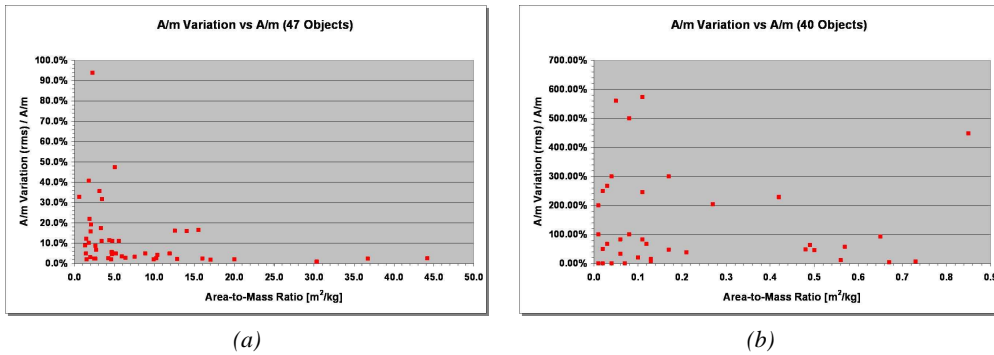 A/m Variation vs A/m (47 Objects)
A/m Variation (rms) / A/m
100.0%
90.0%
80.0%
70.0%
60.0%
50.0%
40.0%
30.0%
20.0%
10.0%
0.0%
0.0 5.0 10.0 15.0 20.0 25.0 30.0 35.0 40.0 45.0 50.0
Area-to-Mass Ratio [m²/kg]
(a)
A/m Variation vs A/m (40 Objects)
A/m Variation (rms) / A/m
700.00%
600.00%
500.00%
400.00%
300.00%
200.00%
100.00%
0.00%
0.0 0.1 0.2 0.3 0.4 0.5 0.6 0.7 0.8 0.9
Area-to-Mass Ratio [m²/kg]
(b)